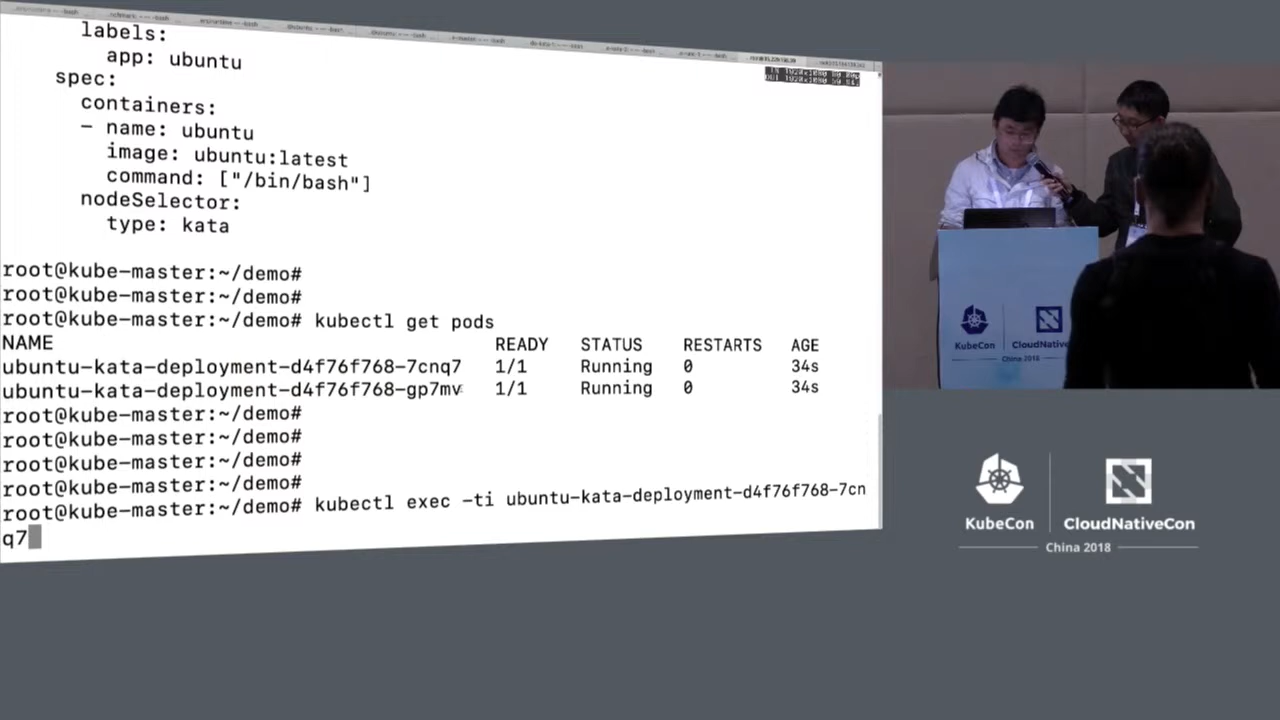 labels:
app: ubuntu
spec:
containers:
- name: ubuntu
image: ubuntu:latest
command: ["/bin/bash"]
nodeSelector:
type: kata
root@kube-master:~/demo#
root@kube-master:~/demo#
root@kube-master:~/demo# kubectl get pods
NAME READY STATUS RESTARTS AGE
ubuntu-kata-deployment-d4f76f768-7cnq7 1/1 Running 0 34s
ubuntu-kata-deployment-gp7mv 1/1 Running 0 34s
root@kube-master:~/demo#
root@kube-master:~/demo#
root@kube-master:~/demo#
root@kube-master:~/demo#
root@kube-master:~/demo# kubectl exec -ti ubuntu-kata-deployment-d4f76f768-7cn
q7
KubeCon
CloudNativeCon
China 2018
KubeCon
CloudNativeCon
China 2018